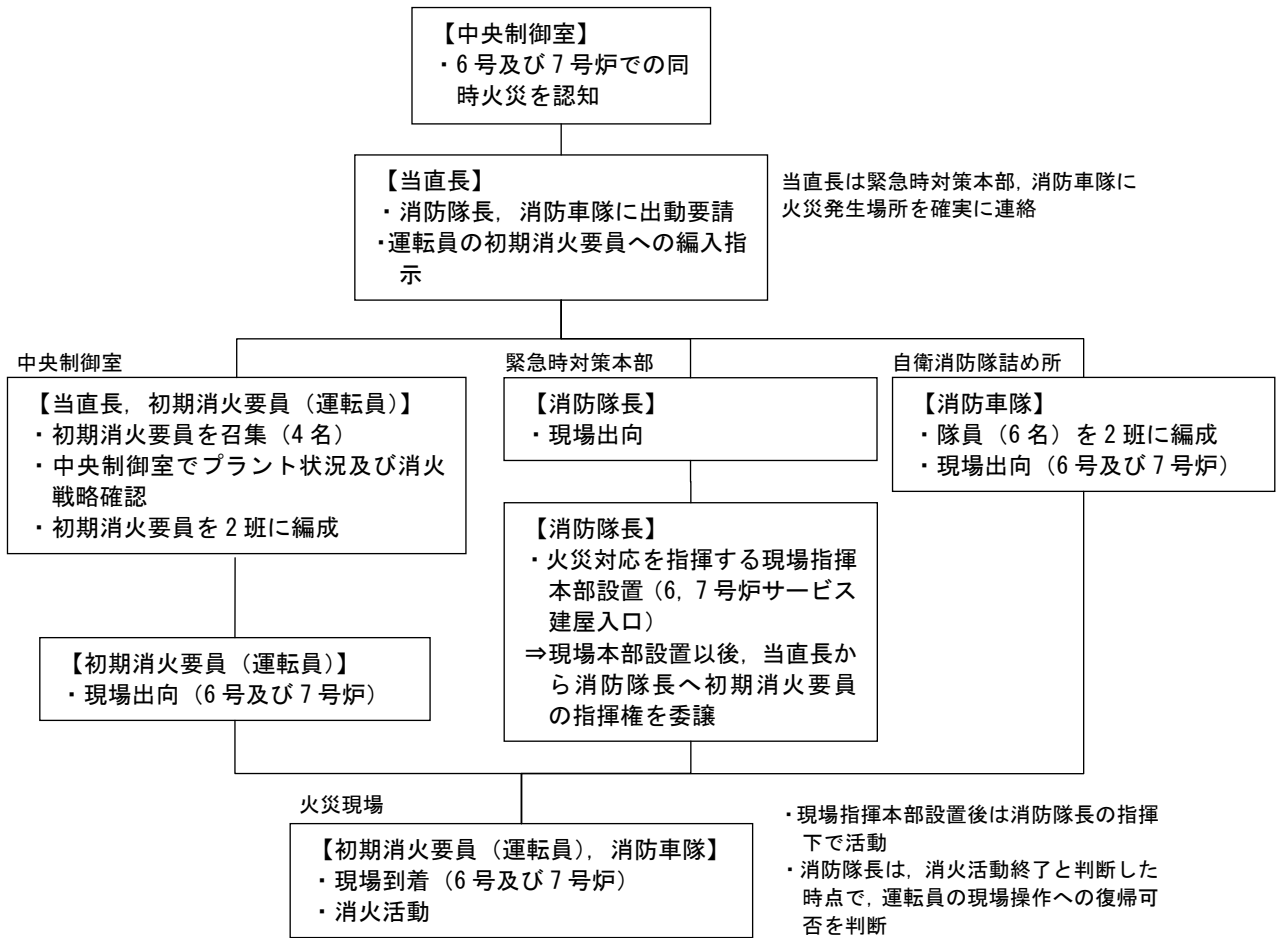 【中央制御室】
・6号及び7号炉での同
時火災を認知
【当直長】
・消防隊長，消防車隊に出動要請
・運転員の初期消火要員への編入指
示
当直長は緊急時対策本部，消防車隊に
火災発生場所を確実に連絡
中央制御室
【当直長，初期消火要員（運転員）】
・初期消火要員を召集（4名）
・中央制御室でプラント状況及び消火
戦略確認
・初期消火要員を2班に編成
【初期消火要員（運転員）】
・現場出向（6号及び7号炉）
緊急時対策本部
【消防隊長】
・現場出向
【消防隊長】
・火災対応を指揮する現場指揮
本部設置（6，7号炉サービス
建屋入口）
⇒現場本部設置以後，当直長か
ら消防隊長へ初期消火要員
の指揮権を委譲
自衛消防隊詰め所
【消防車隊】
・隊員（6名）を2班に編成
・現場出向（6号及び7号炉）
火災現場
【初期消火要員（運転員），消防車隊】
・現場到着（6号及び7号炉）
・消火活動
・現場指揮本部設置後は消防隊長の指揮
下で活動
・消防隊長は，消火活動終了と判断した
時点で，運転員の現場操作への復帰可
否を判断